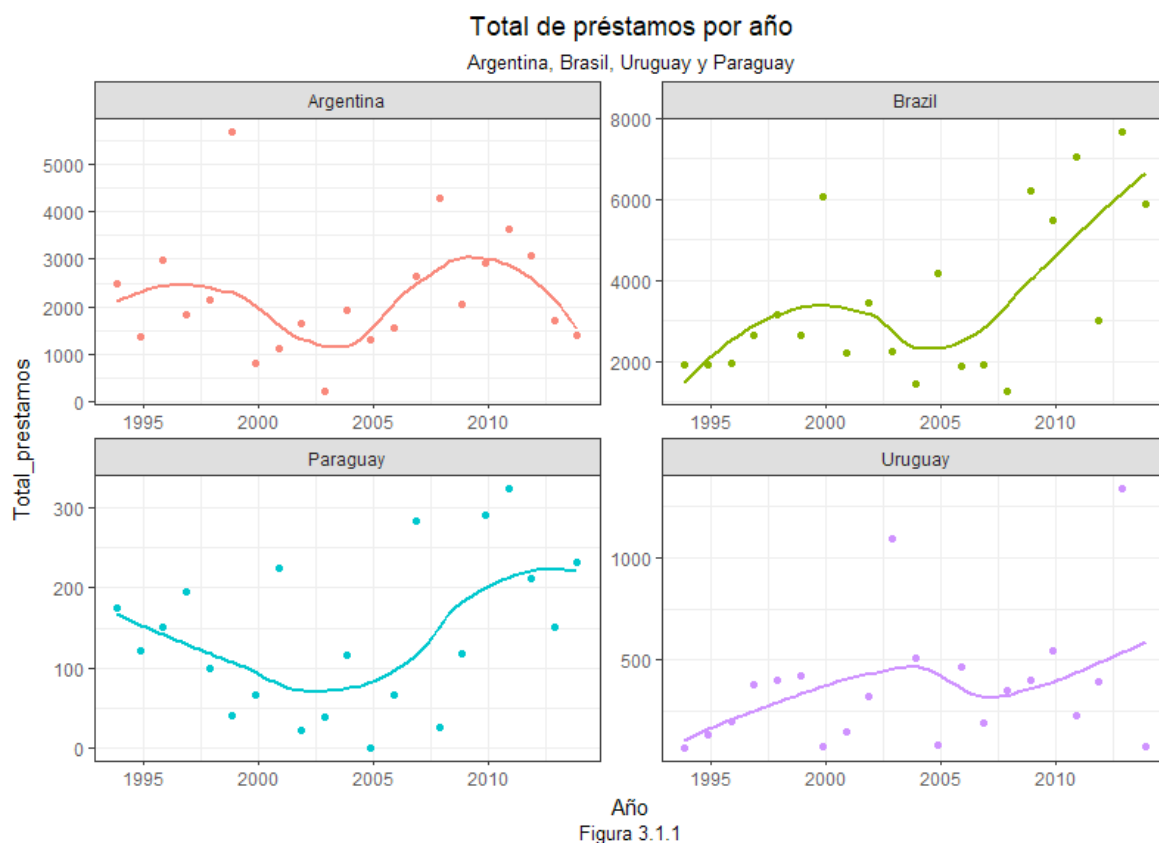 Total de préstamos por año
Argentina, Brasil, Uruguay y Paraguay
Argentina
5000
4000
3000
2000
1000
0
1995 2000 2005 2010
Brazil
8000
6000
4000
2000
1995 2000 2005 2010
Paraguay
300
200
100
0
1995 2000 2005 2010
Uruguay
1000
500
1995 2000 2005 2010
Total_prestamos
Año
Figura 3.1.1